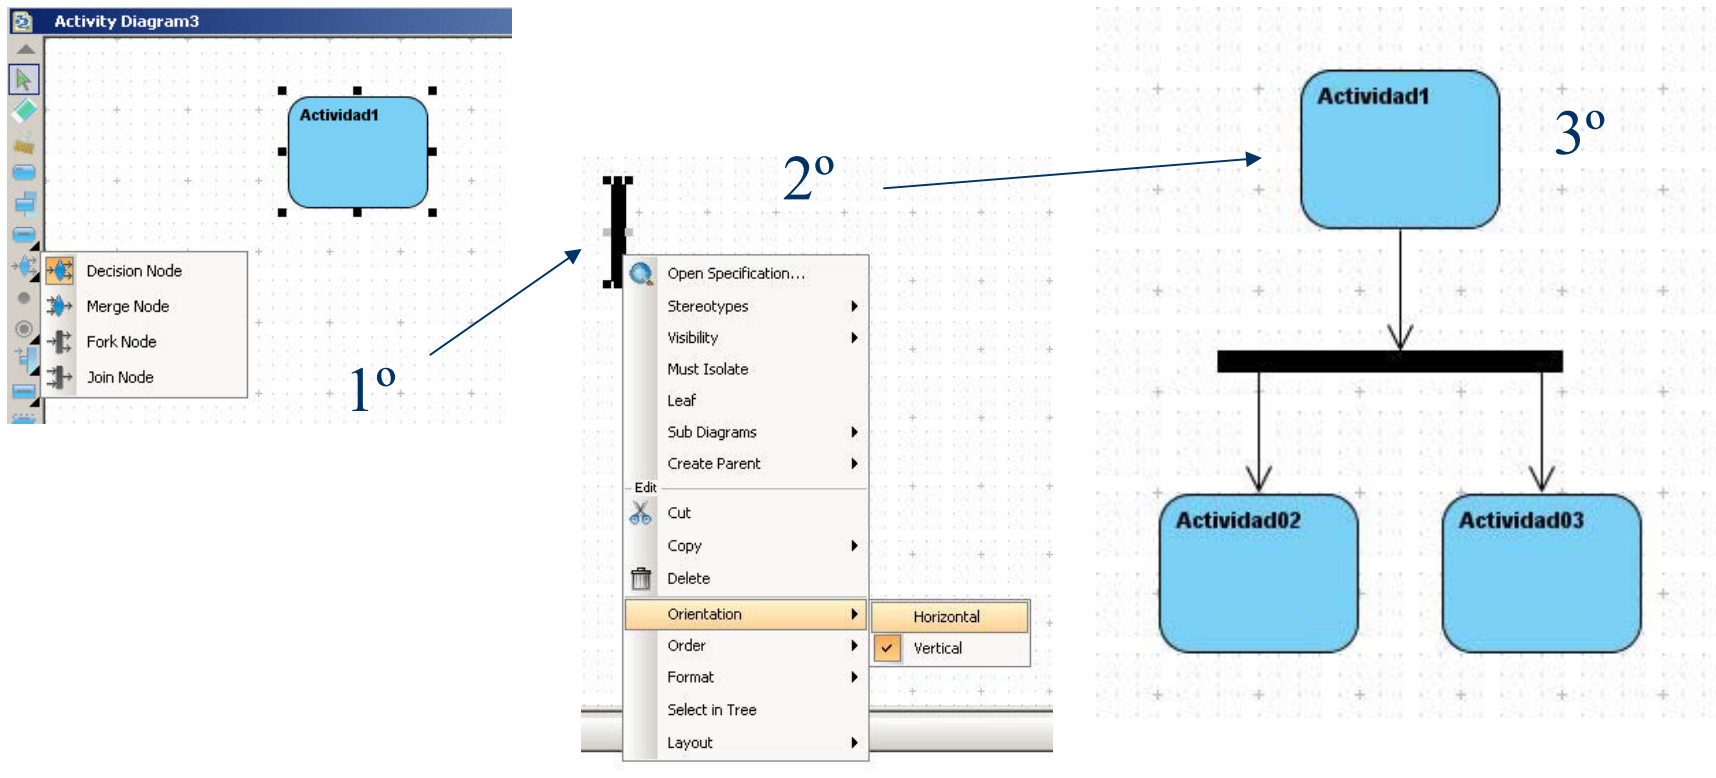 Activity Diagram3
Actividad1
Decision Node
Merge Node
Fork Node
Join Node
1º
2º
Open Specification...
Stereotypes
Visibility
Must Isolate
Leaf
Sub Diagrams
Create Parent
Edit
Cut
Copy
Delete
Orientation
Horizontal
Order
Vertical
Format
Select in Tree
Layout
3º
Actividad1
Actividad02
Actividad03